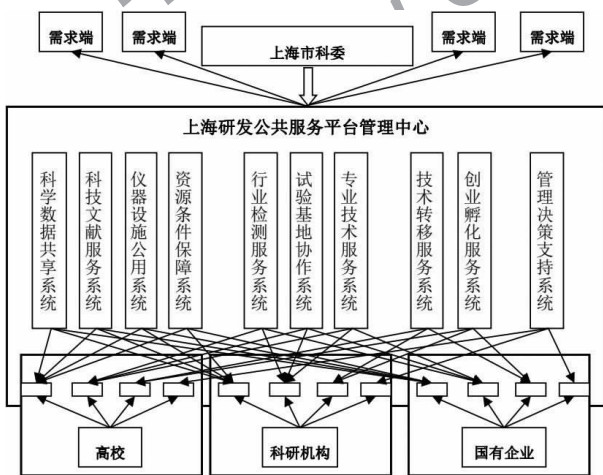 需求端
需求端
上海市科委
需求端
需求端
上海研发公共服务平台管理中心
科学数据共享系统
科技文献服务系统
仪器设施公用系统
资源条件保障系统
行业检测服务系统
试验基地协作系统
专业技术服务系统
技术转移服务系统
创业孵化服务系统
管理决策支持系统
高校
科研机构
国有企业